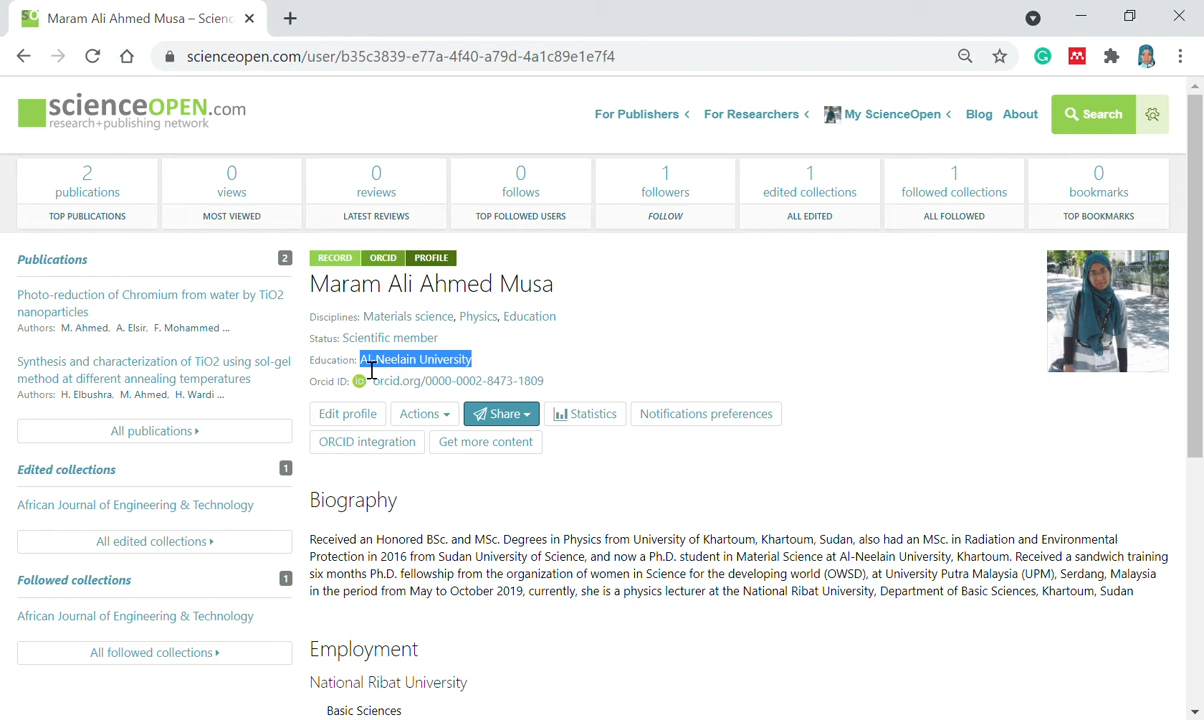 Maram Ali Ahmed Musa – Scienc
scienceopen.com/user/b35c3839-e77a-4f40-a79d-4a1c89e1e7f4
scienceOPEN.com
research+publishing network
For Publishers
For Researchers
My ScienceOpen
Blog
About
Search
2
publications
TOP PUBLICATIONS
0
views
MOST VIEWED
0
reviews
LATEST REVIEWS
0
follows
TOP FOLLOWED USERS
1
followers
FOLLOW
1
edited collections
ALL EDITED
1
followed collections
ALL FOLLOWED
0
bookmarks
TOP BOOKMARKS
Publications 2
Photo-reduction of Chromium from water by TiO2
nanoparticles
Authors: M. Ahmed, A. Elsir, F. Mohammed ...
Synthesis and characterization of TiO2 using sol-gel
method at different annealing temperatures
Authors: H. Elbushra, M. Ahmed, H. Wardi ...
All publications
Edited collections 1
African Journal of Engineering & Technology
All edited collections
Followed collections 1
African Journal of Engineering & Technology
All followed collections
RECORD ORCID PROFILE
Maram Ali Ahmed Musa
Disciplines: Materials science, Physics, Education
Status: Scientific member
Education: Al-Neelain University
Orcid ID: iD orcid.org/0000-0002-8473-1809
Edit profile
Actions
Share
Statistics
Notifications preferences
ORCID integration
Get more content
Biography
Received an Honored BSc. and MSc. Degrees in Physics from University of Khartoum, Khartoum, Sudan, also had an MSc. in Radiation and Environmental
Protection in 2016 from Sudan University of Science, and now a Ph.D. student in Material Science at Al-Neelain University, Khartoum. Received a sandwich training
six months Ph.D. fellowship from the organization of women in Science for the developing world (OWSD), at University Putra Malaysia (UPM), Serdang, Malaysia
in the period from May to October 2019, currently, she is a physics lecturer at the National Ribat University, Department of Basic Sciences, Khartoum, Sudan
Employment
National Ribat University
Basic Sciences